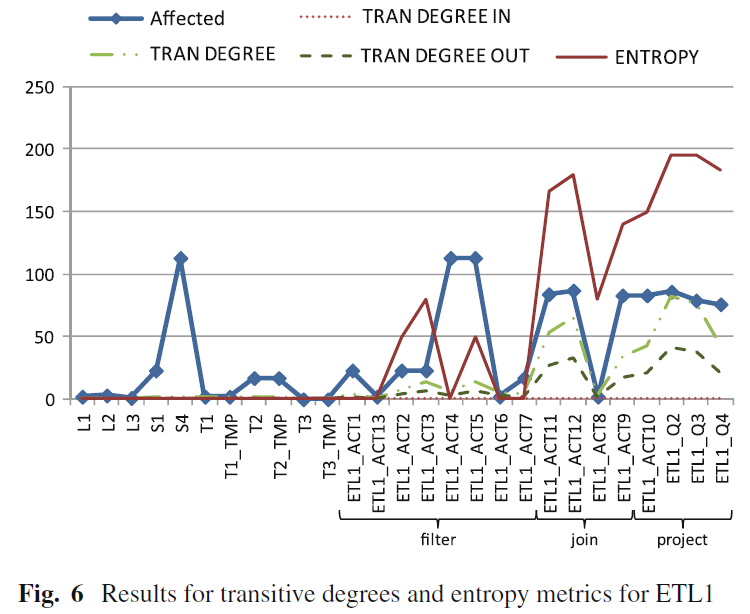 Affected
TRAN DEGREE IN
TRAN DEGREE
TRAN DEGREE OUT
ENTROPY
250
200
150
100
50
0
L1
L2
L3
S1
S4
T1
T1_TMP
T2
T2_TMP
T3
T3_TMP
ETL1_ACT1
ETL1_ACT13
ETL1_ACT2
ETL1_ACT3
ETL1_ACT4
ETL1_ACT5
ETL1_ACT6
ETL1_ACT7
ETL1_ACT11
ETL1_ACT12
ETL1_ACT8
ETL1_ACT9
ETL1_ACT10
ETL1_Q2
ETL1_Q3
ETL1_Q4
filter
join
project
Fig. 6 Results for transitive degrees and entropy metrics for ETL1